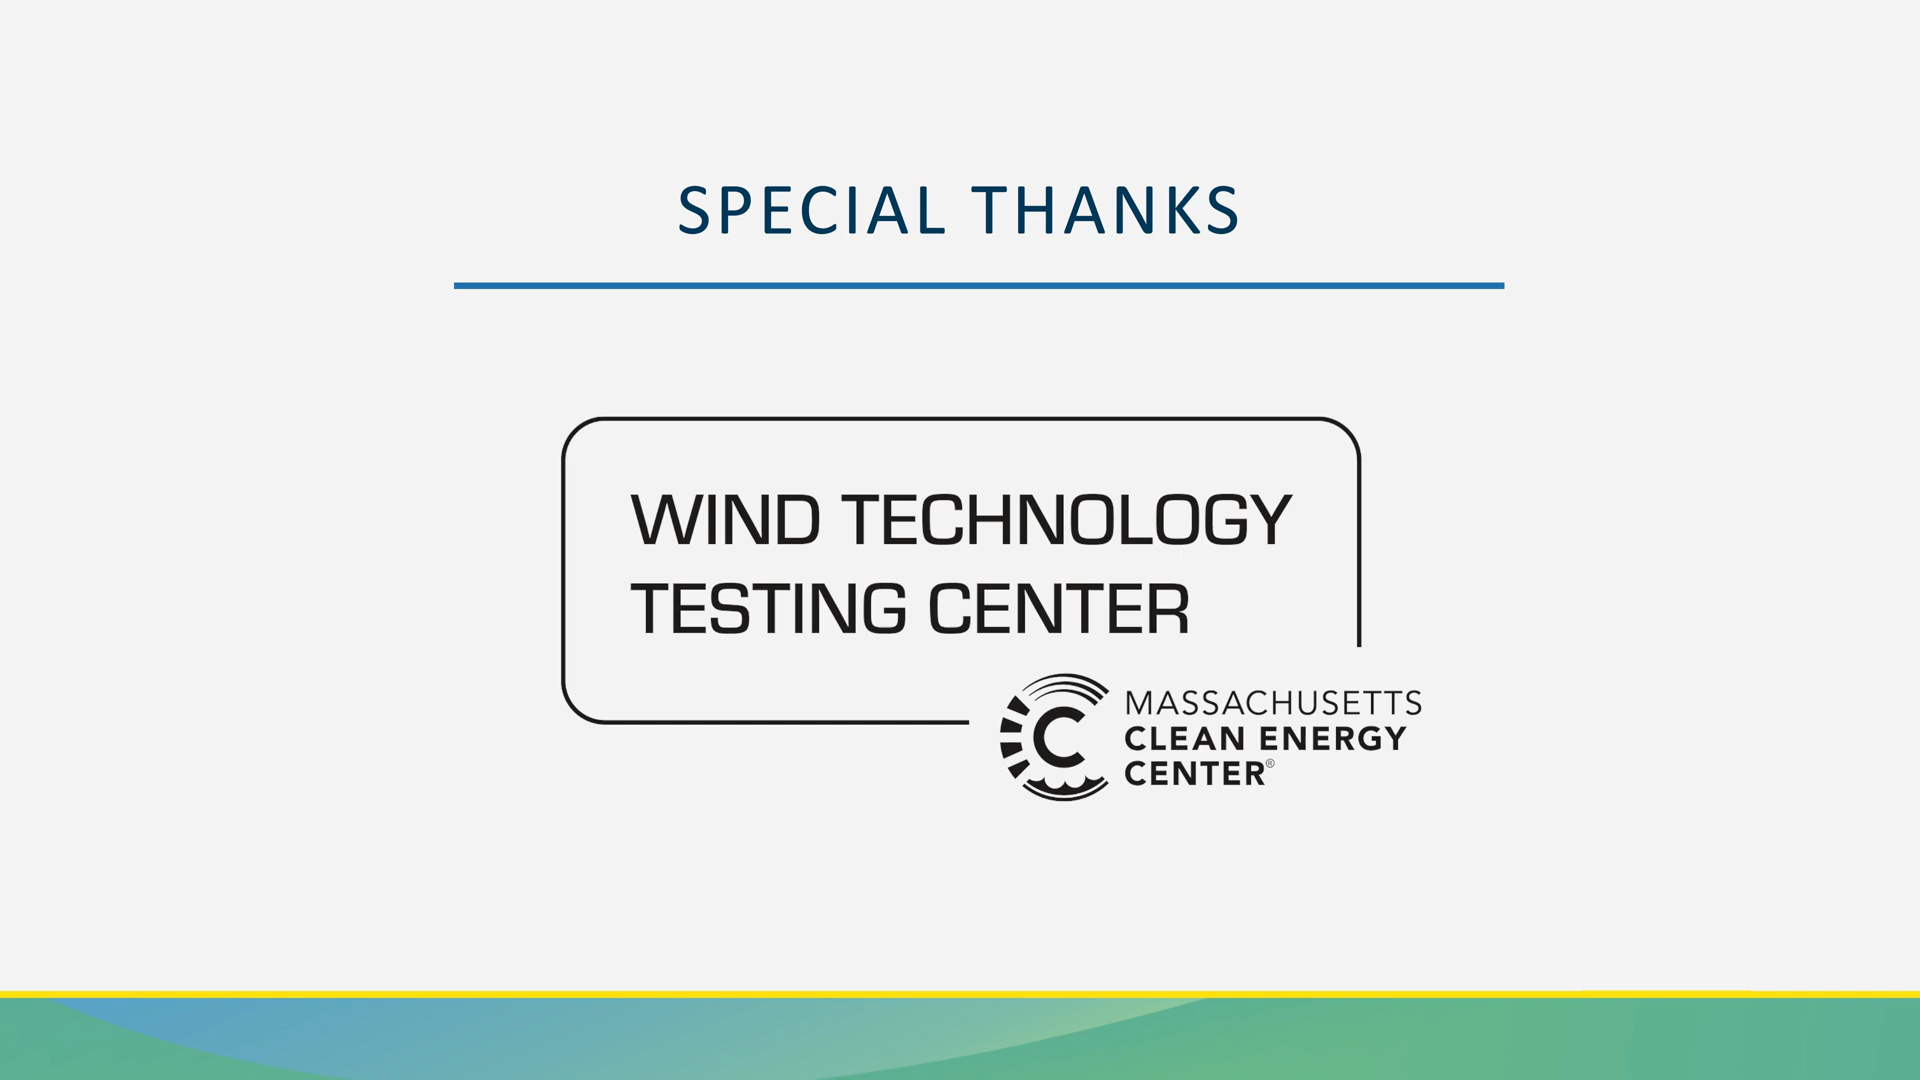 SPECIAL THANKS
WIND TECHNOLOGY
TESTING CENTER
C
MASSACHUSETTS
CLEAN ENERGY
CENTER®